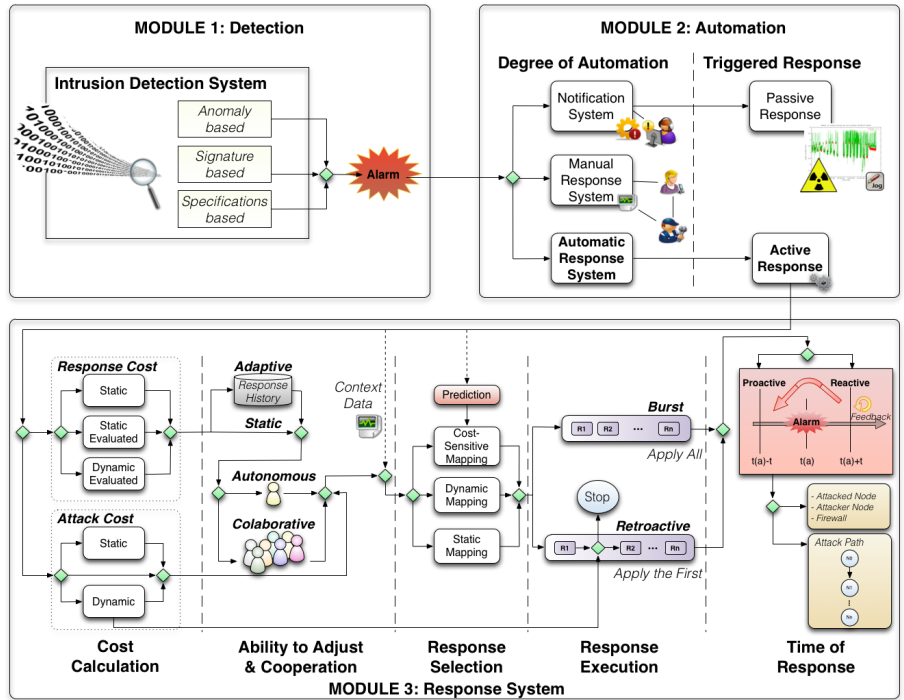 MODULE 1: Detection
Intrusion Detection System
Anomaly
based
Signature
based
Specifications
based
Alarm
MODULE 2: Automation
Degree of Automation
Triggered Response
Notification
System
Passive
Response
Manual
Response
System
Jog
Automatic
Response
System
Active
Response
Response Cost
Static
Static
Evaluated
Dynamic
Evaluated
Attack Cost
Static
Dynamic
Cost
Calculation
Adaptive
Response
History
Static
Autonomous
Colaborative
Ability to Adjust
& Cooperation
Context
Data
Prediction
Cost-
Sensitive
Mapping
Dynamic
Mapping
Static
Mapping
Response
Selection
Burst
R1 R2 ... Rn
Apply All
Stop
Retroactive
R1 R2 ... Rn
Apply the First
Response
Execution
Proactive Reactive
Feedback
Alarm
t(a)-t t(a) t(a)+t
- Attacked Node
- Attacker Node
- Firewall
Attack Path
N1
Time of
Response
MODULE 3: Response System